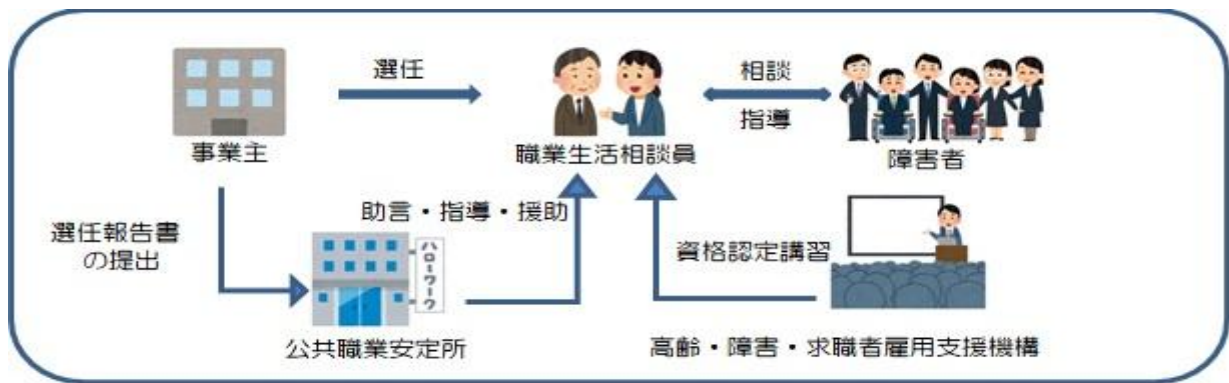 選任
相談
指導
事業主
職業生活相談員
障害者
助言・指導・援助
選任報告書
の提出
ハローワーク
資格認定講習
公共職業安定所
高齢・障害・求職者雇用支援機構